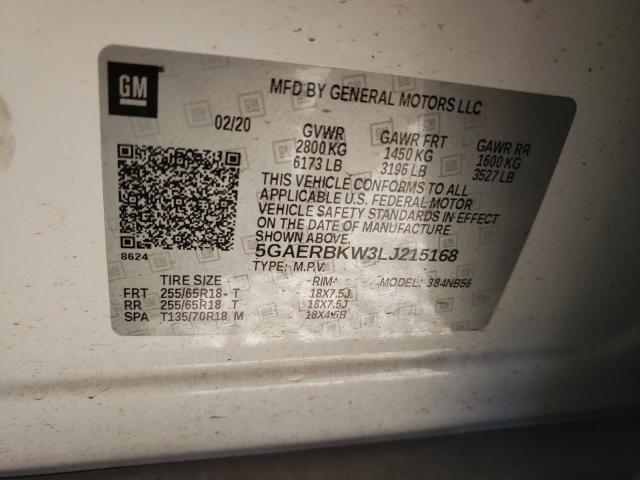 GM
MFD BY GENERAL MOTORS LLC
02/20 GVWR GAWR FRT GAWR RR
2800KG 1450 KG 1600 KG
6173 LB 3196 LB 3527 LB
THIS VEHICLE CONFORMS TO ALL
APPLICABLE U.S. FEDERAL MOTOR
VEHICLE SAFETY STANDARDS IN EFFECT
ON THE DATE OF MANUFACTURE
SHOWN ABOVE.
8624 5GAERBKW3LJ215168
TYPE: M.P.V. MODEL: 384NB56
TIRE SIZE RIM
FRT 255/65R18 T 18X7.5J
RR 255/65R18 T 18X7.5J
SPA T135/70R18 M 18X4.5B